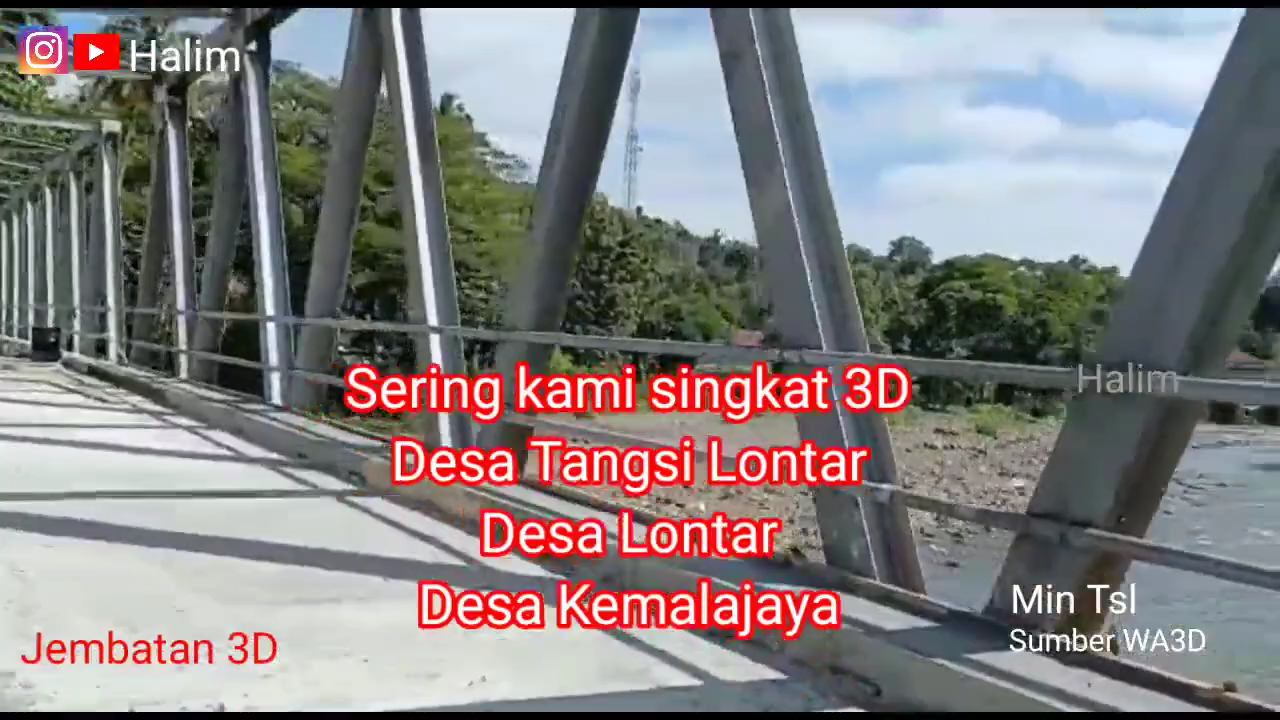 Halim
Halim
Sering kami singkat 3D
Desa Tangsi Lontar
Desa Lontar
Desa Kemalajaya
Min Tsl
Sumber WA3D
Jembatan 3D